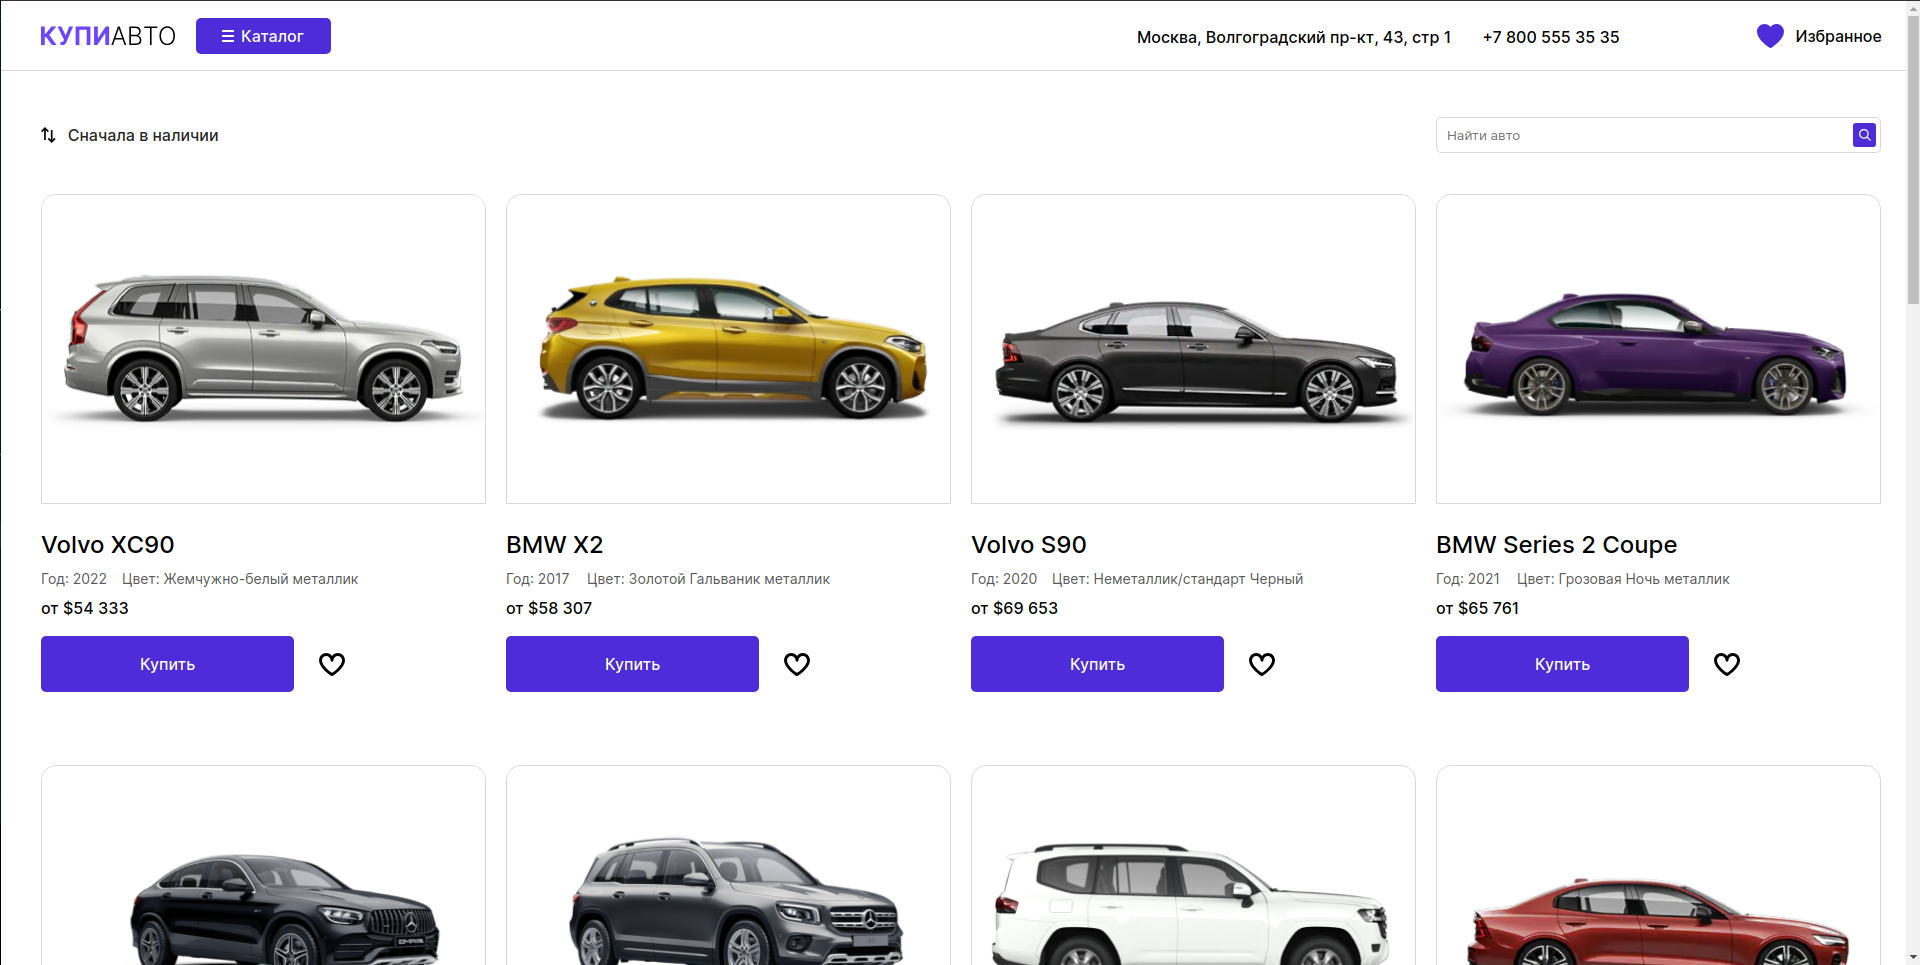 КУПИАВТО
Каталог
Москва, Волгоградский пр-кт, 43, стр 1
+7 800 555 35 35
Избранное
Сначала в наличии
Найти авто
Volvo XC90
Год: 2022 Цвет: Жемчужно-белый металлик
от $54 333
Купить
BMW X2
Год: 2017 Цвет: Золотой Гальваник металлик
от $58 307
Купить
Volvo S90
Год: 2020 Цвет: Неметаллик/стандарт Черный
от $69 653
Купить
BMW Series 2 Coupe
Год: 2021 Цвет: Грозовая Ночь металлик
от $65 761
Купить